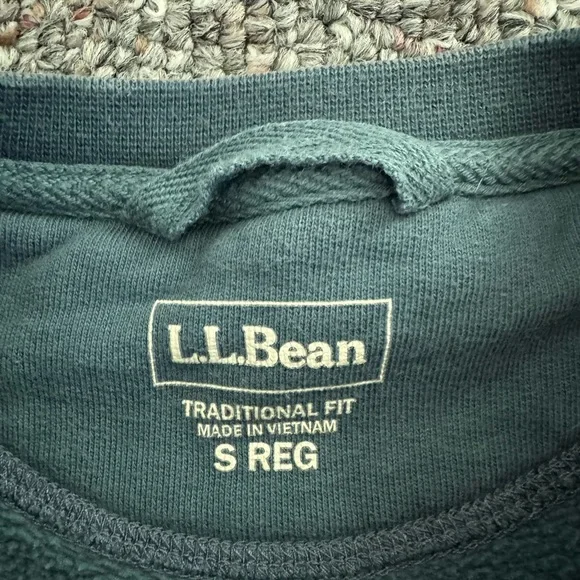 L.L.Bean
TRADITIONAL FIT
MADE IN VIETNAM
S REG